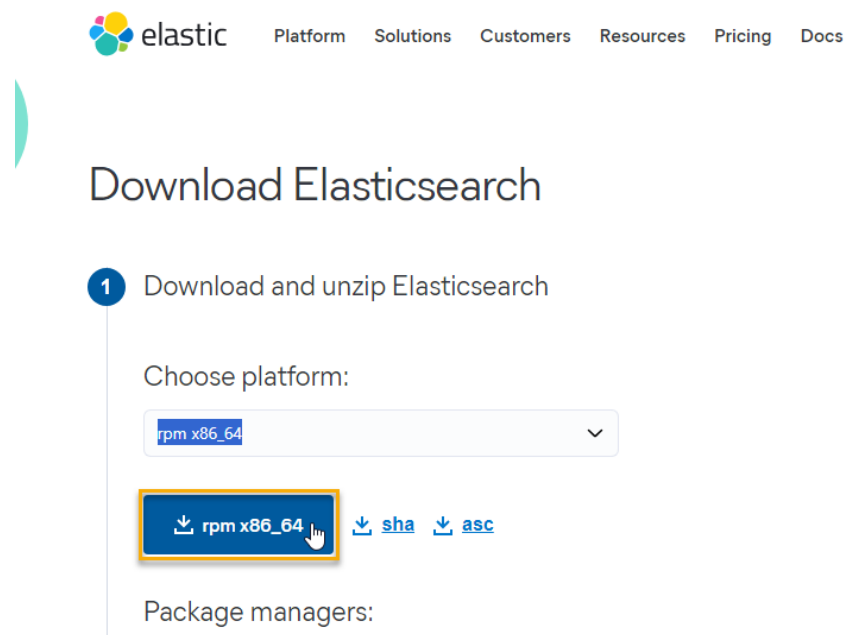 elastic Platform Solutions Customers Resources Pricing Docs
Download Elasticsearch
1 Download and unzip Elasticsearch
Choose platform:
rpm x86_64
rpm x86_64 sha asc
Package managers: